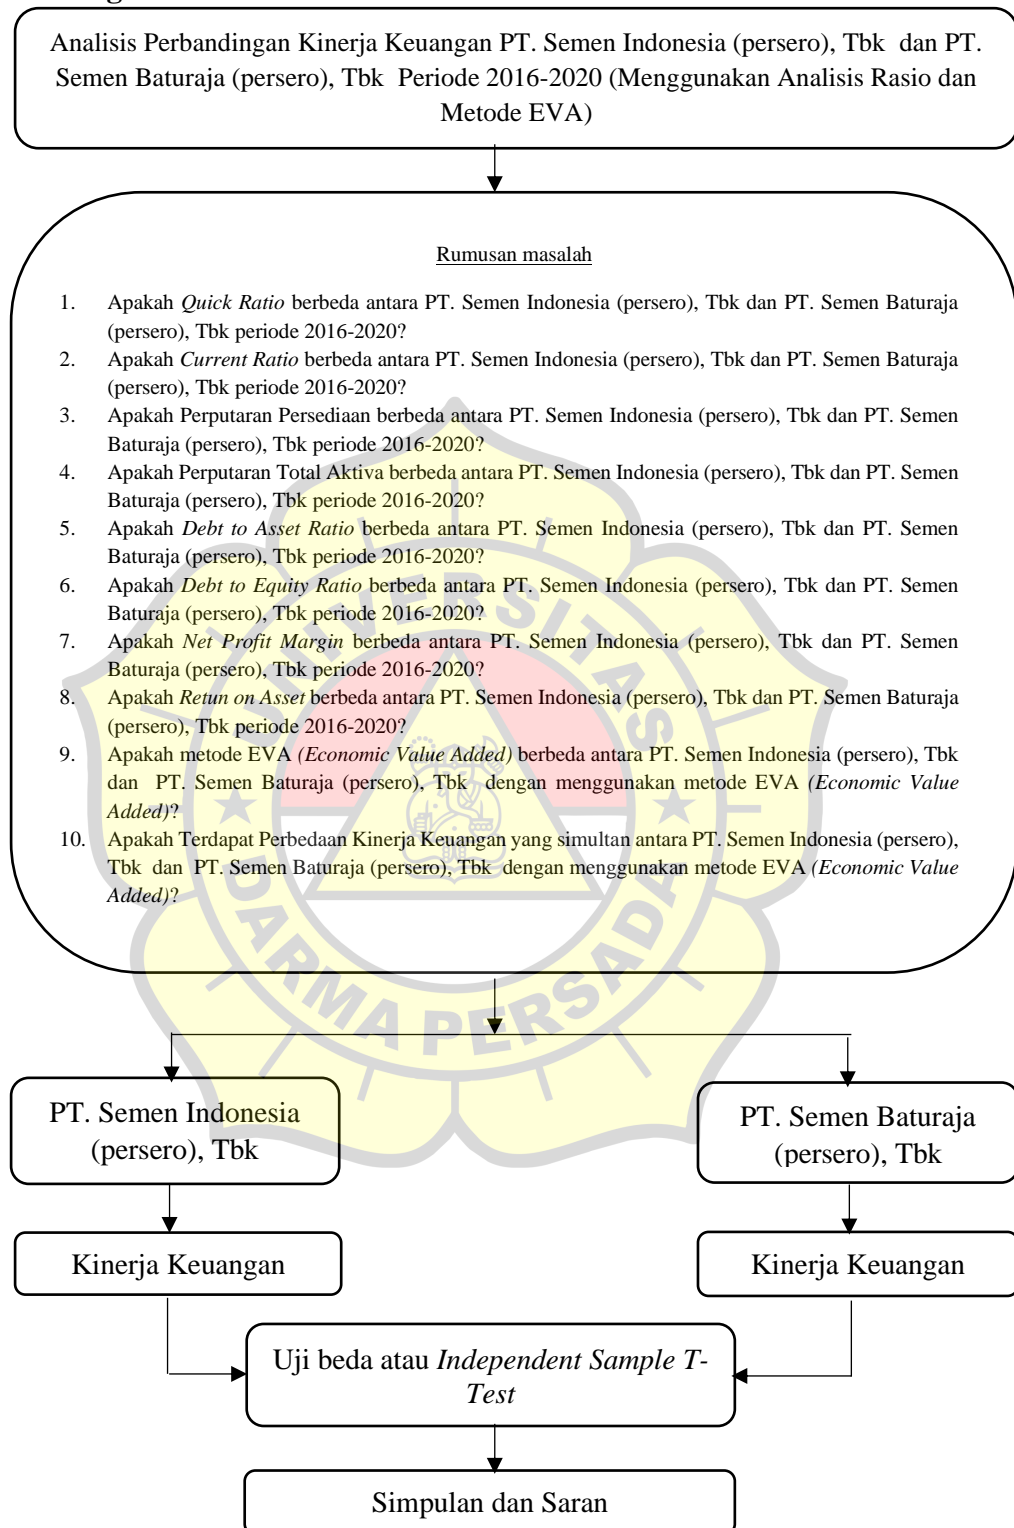 Analisis Perbandingan Kinerja Keuangan PT. Semen Indonesia (persero), Tbk dan PT.
Semen Baturaja (persero), Tbk Periode 2016-2020 (Menggunakan Analisis Rasio dan
Metode EVA)
Rumusan masalah
1. Apakah Quick Ratio berbeda antara PT. Semen Indonesia (persero), Tbk dan PT. Semen Baturaja
(persero), Tbk periode 2016-2020?
2. Apakah Current Ratio berbeda antara PT. Semen Indonesia (persero), Tbk dan PT. Semen Baturaja
(persero), Tbk periode 2016-2020?
3. Apakah Perputaran Persediaan berbeda antara PT. Semen Indonesia (persero), Tbk dan PT. Semen
Baturaja (persero), Tbk periode 2016-2020?
4. Apakah Perputaran Total Aktiva berbeda antara PT. Semen Indonesia (persero), Tbk dan PT. Semen
Baturaja (persero), Tbk periode 2016-2020?
5. Apakah Debt to Asset Ratio berbeda antara PT. Semen Indonesia (persero), Tbk dan PT. Semen
Baturaja (persero), Tbk periode 2016-2020?
6. Apakah Debt to Equity Ratio berbeda antara PT. Semen Indonesia (persero), Tbk dan PT. Semen
Baturaja (persero), Tbk periode 2016-2020?
7. Apakah Net Profit Margin berbeda antara PT. Semen Indonesia (persero), Tbk dan PT. Semen
Baturaja (persero), Tbk periode 2016-2020?
8. Apakah Retun on Asset berbeda antara PT. Semen Indonesia (persero), Tbk dan PT. Semen Baturaja
(persero), Tbk periode 2016-2020?
9. Apakah metode EVA (Economic Value Added) berbeda antara PT. Semen Indonesia (persero), Tbk
dan PT. Semen Baturaja (persero), Tbk dengan menggunakan metode EVA (Economic Value
Added)?
10. Apakah Terdapat Perbedaan Kinerja Keuangan yang simultan antara PT. Semen Indonesia (persero),
Tbk dan PT. Semen Baturaja (persero), Tbk dengan menggunakan metode EVA (Economic Value
Added)?
UNIVERSITAS
DARMA PERSADA
PT. Semen Indonesia
(persero), Tbk
PT. Semen Baturaja
(persero), Tbk
Kinerja Keuangan
Kinerja Keuangan
Uji beda atau Independent Sample T-
Test
Simpulan dan Saran